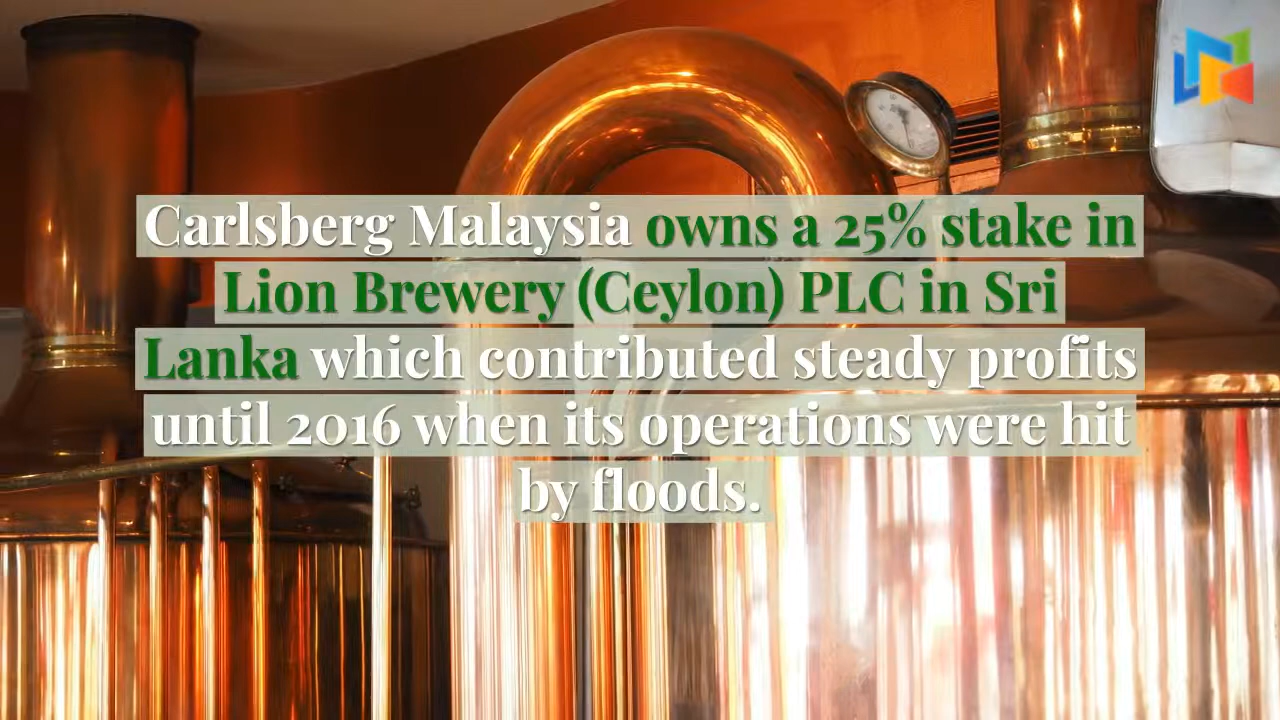 Carlsberg Malaysia owns a 25% stake in
Lion Brewery (Ceylon) PLC in Sri
Lanka which contributed steady profits
until 2016 when its operations were hit
by floods.